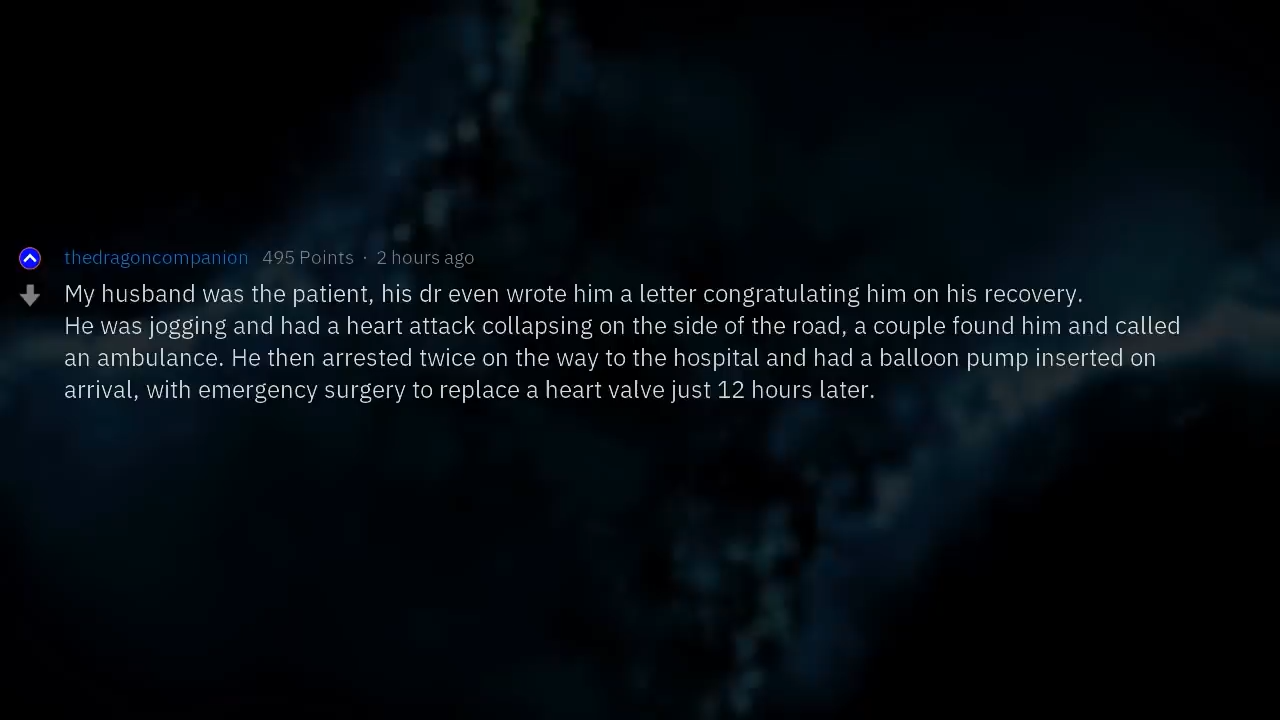 thedragoncompanion 495 Points · 2 hours ago
My husband was the patient, his dr even wrote him a letter congratulating him on his recovery.
He was jogging and had a heart attack collapsing on the side of the road, a couple found him and called
an ambulance. He then arrested twice on the way to the hospital and had a balloon pump inserted on
arrival, with emergency surgery to replace a heart valve just 12 hours later.